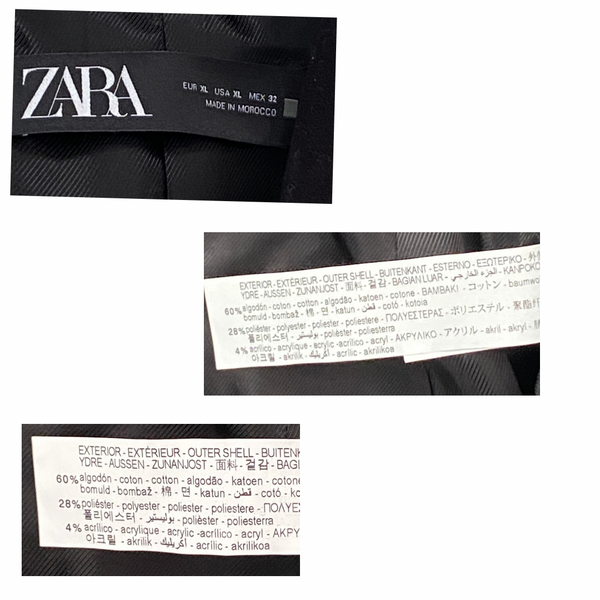 ZARA
EUR XL USA XL MEX 32
MADE IN MOROCCO
EXTERIOR - EXTÉRIEUR - OUTER SHELL - BUITENKANT - ESTERNO - ΕΞΩΤΕΡΙΚΟ - 外
YDRE - AUSSEN - ZUNANJOST - 面料 - 겉감 - BAGIAN LUAR - الجزء الخارجي - KANPOKO
60% algodón - coton - cotton - algodão - katoen - cotone - ΒΑΜΒΑΚΙ - コットン - baumwo
bomuld - bombaž - 棉 - 면 - katun - قطن - cotó - kotoia
28% poliéster - polyester - poliester - poliestere - ΠΟΛΥΕΣΤΕΡΑΣ - ポリエステル - 聚酯
폴리에스터 - بوليستير - polièster - poliesterra
4% acrílico - acrylique - acrylic - acrílico - acryl - ΑΚΡΥΛΙΚΟ - アクリル - akril - akryl
아크릴 - akrilik - أكريليك - acrílic - akrilikoa
EXTERIOR - EXTÉRIEUR - OUTER SHELL - BUITENK
YDRE - AUSSEN - ZUNANJOST - 面料 - 겉감 - BAGI
60% algodón - coton - cotton - algodão - katoen - cotone
bomuld - bombaž - 棉 - 면 - katun - قطن - cotó - ko
28% poliéster - polyester - poliester - poliestere - ΠΟΛΥΕ
폴리에스터 - بوليستير - polièster - poliesterra
4% acrílico - acrylique - acrylic - acrílico - acryl - ΑΚΡΥ
아크릴 - akrilik - أكريليك - acrílic - akrilikoa